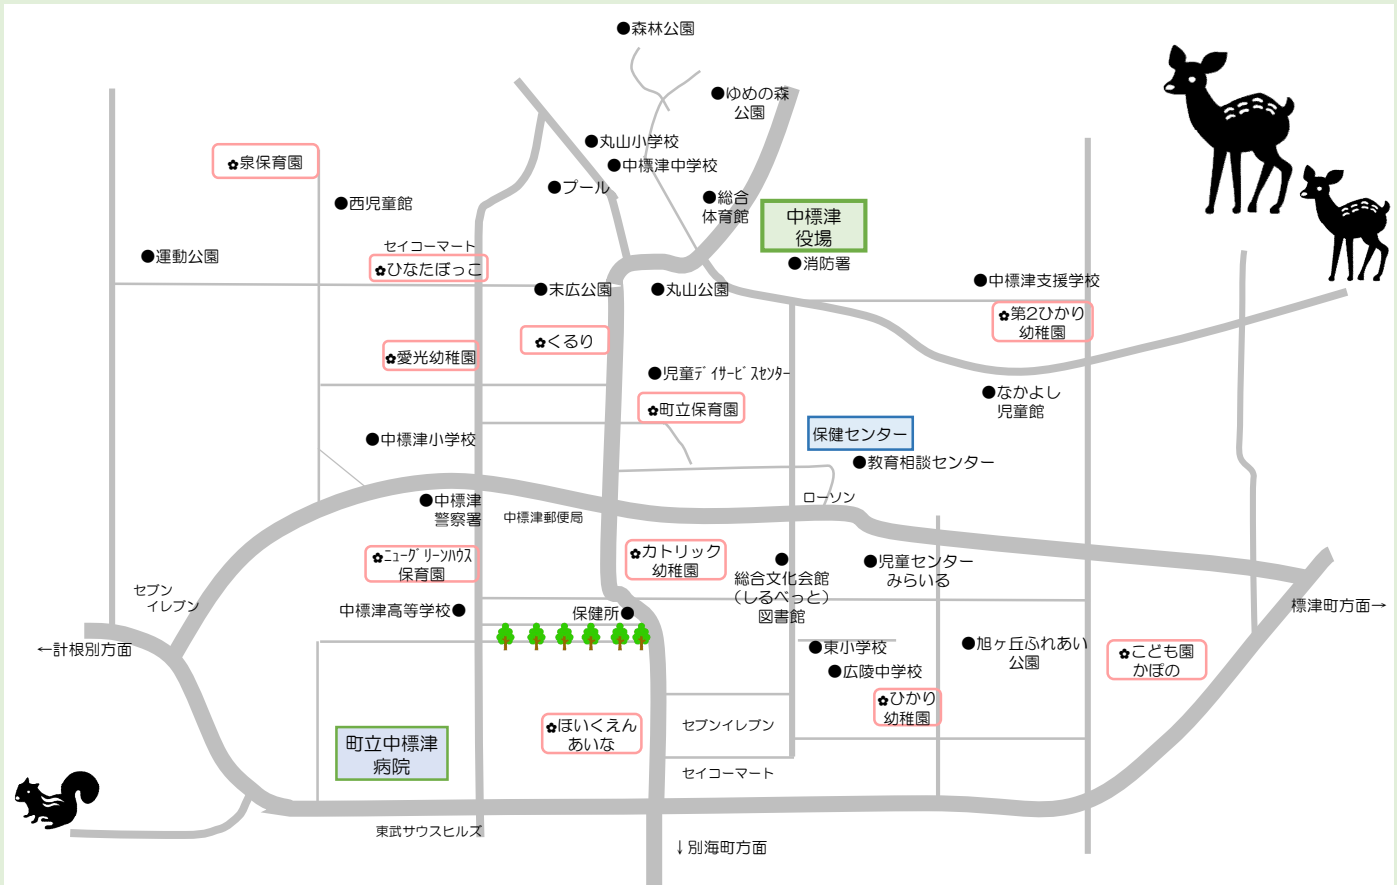 ●森林公園
●ゆめの森
公園
●丸山小学校
●中標津中学校
✿泉保育園
●プール
●西児童館
●総合
体育館
中標津
役場
セイコーマート
●運動公園
✿ひなたぼっこ
●消防署
●中標津支援学校
●末広公園
●丸山公園
✿第2ひかり
幼稚園
✿くるり
✿愛光幼稚園
●児童ﾃﾞｲｻｰﾋﾞｽｾﾝﾀｰ
●なかよし
児童館
✿町立保育園
保健センター
●中標津小学校
●教育相談センター
●中標津
警察署
ローソン
中標津郵便局
✿ﾆｭｰｸﾞﾘｰﾝﾊｳｽ
保育園
✿カトリック
幼稚園
●
総合文化会館
（しるべっと）
図書館
●児童センター
みらいる
セブン
イレブン
中標津高等学校●
保健所●
標津町方面→
←計根別方面
●東小学校
●広陵中学校
●旭ヶ丘ふれあい
公園
✿こども園
かぽの
✿ひかり
幼稚園
✿ほいくえん
あいな
セブンイレブン
町立中標津
病院
セイコーマート
東武サウスヒルズ
↓別海町方面